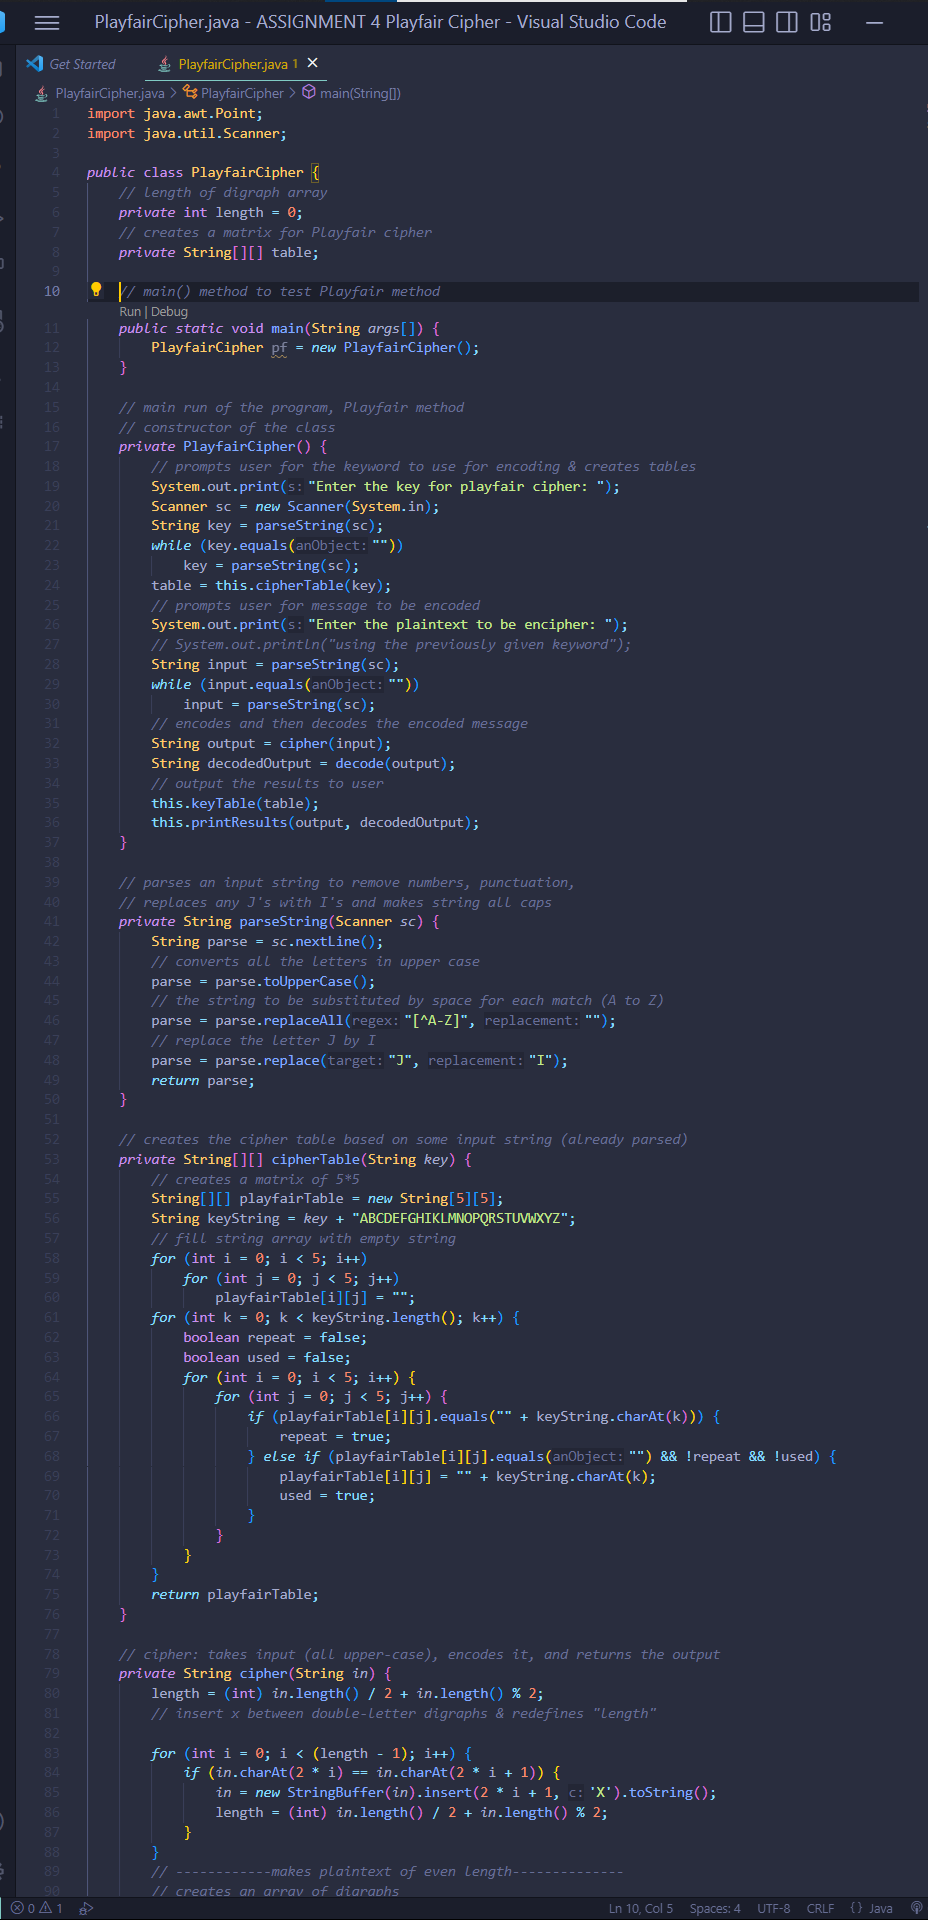 PlayfairCipher.java - ASSIGNMENT 4 Playfair Cipher - Visual Studio Code
Get Started PlayfairCipher.java 1
PlayfairCipher.java > PlayfairCipher > main(String[])
1 import java.awt.Point;
2 import java.util.Scanner;
3
4 public class PlayfairCipher {
5 // length of digraph array
6 private int length = 0;
7 // creates a matrix for Playfair cipher
8 private String[][] table;
9
10 // main() method to test Playfair method
Run | Debug
11 public static void main(String args[]) {
12 PlayfairCipher pf = new PlayfairCipher();
13 }
14
15 // main run of the program, Playfair method
16 // constructor of the class
17 private PlayfairCipher() {
18 // prompts user for the keyword to use for encoding & creates tables
19 System.out.print(s: "Enter the key for playfair cipher: ");
20 Scanner sc = new Scanner(System.in);
21 String key = parseString(sc);
22 while (key.equals(anObject: ""))
23 key = parseString(sc);
24 table = this.cipherTable(key);
25 // prompts user for message to be encoded
26 System.out.print(s: "Enter the plaintext to be encipher: ");
27 // System.out.println("using the previously given keyword");
28 String input = parseString(sc);
29 while (input.equals(anObject: ""))
30 input = parseString(sc);
31 // encodes and then decodes the encoded message
32 String output = cipher(input);
33 String decodedOutput = decode(output);
34 // output the results to user
35 this.keyTable(table);
36 this.printResults(output, decodedOutput);
37 }
38
39 // parses an input string to remove numbers, punctuation,
40 // replaces any J's with I's and makes string all caps
41 private String parseString(Scanner sc) {
42 String parse = sc.nextLine();
43 // converts all the letters in upper case
44 parse = parse.toUpperCase();
45 // the string to be substituted by space for each match (A to Z)
46 parse = parse.replaceAll(regex: "[^A-Z]", replacement: "");
47 // replace the letter J by I
48 parse = parse.replace(target: "J", replacement: "I");
49 return parse;
50 }
51
52 // creates the cipher table based on some input string (already parsed)
53 private String[][] cipherTable(String key) {
54 // creates a matrix of 5*5
55 String[][] playfairTable = new String[5][5];
56 String keyString = key + "ABCDEFGHIKLMNOPQRSTUVWXYZ";
57 // fill string array with empty string
58 for (int i = 0; i < 5; i++)
59 for (int j = 0; j < 5; j++)
60 playfairTable[i][j] = "";
61 for (int k = 0; k < keyString.length(); k++) {
62 boolean repeat = false;
63 boolean used = false;
64 for (int i = 0; i < 5; i++) {
65 for (int j = 0; j < 5; j++) {
66 if (playfairTable[i][j].equals("" + keyString.charAt(k))) {
67 repeat = true;
68 } else if (playfairTable[i][j].equals(anObject: "") && !repeat && !used) {
69 playfairTable[i][j] = "" + keyString.charAt(k);
70 used = true;
71 }
72 }
73 }
74 }
75 return playfairTable;
76 }
77
78 // cipher: takes input (all upper-case), encodes it, and returns the output
79 private String cipher(String in) {
80 length = (int) in.length() / 2 + in.length() % 2;
81 // insert x between double-letter digraphs & redefines "length"
82
83 for (int i = 0; i < (length - 1); i++) {
84 if (in.charAt(2 * i) == in.charAt(2 * i + 1)) {
85 in = new StringBuffer(in).insert(2 * i + 1, c: 'X').toString();
86 length = (int) in.length() / 2 + in.length() % 2;
87 }
88 }
89 // ------------makes plaintext of even length--------------
90 // creates an array of digraphs
0 1 Ln 10, Col 5 Spaces: 4 UTF-8 CRLF {} Java